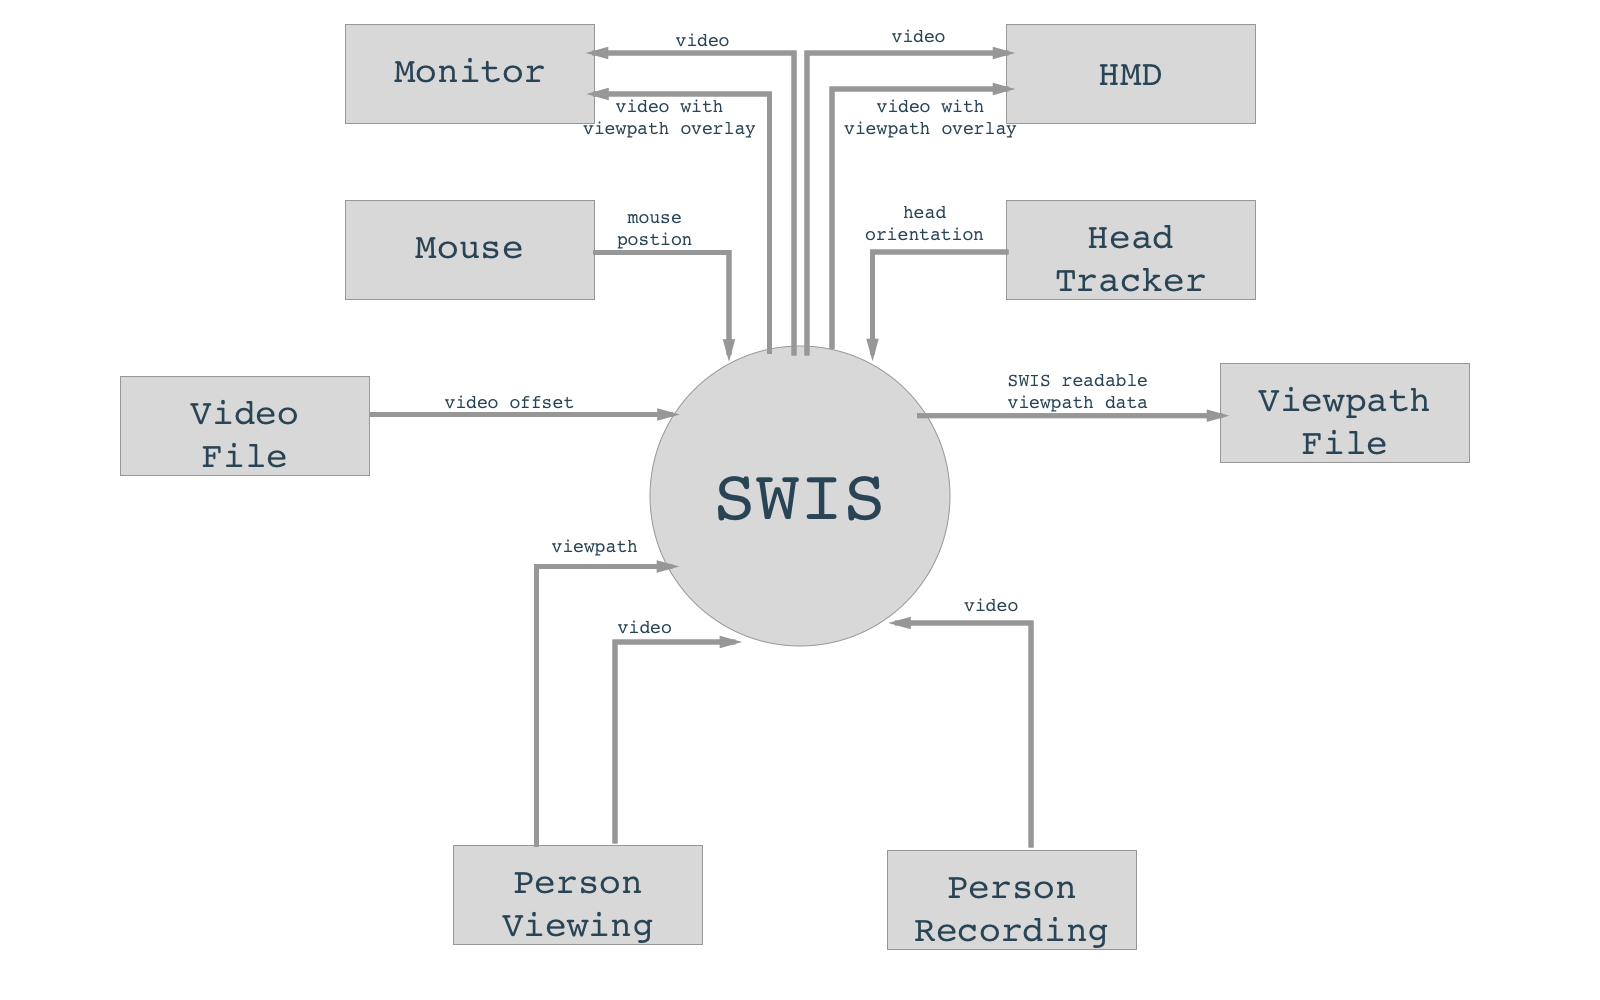 video
video
Monitor
HMD
video with
viewpath overlay
video with
viewpath overlay
mouse
postion
head
orientation
Mouse
Head
Tracker
Video
File
video offset
SWIS readable
viewpath data
Viewpath
File
SWIS
viewpath
video
video
Person
Viewing
Person
Recording